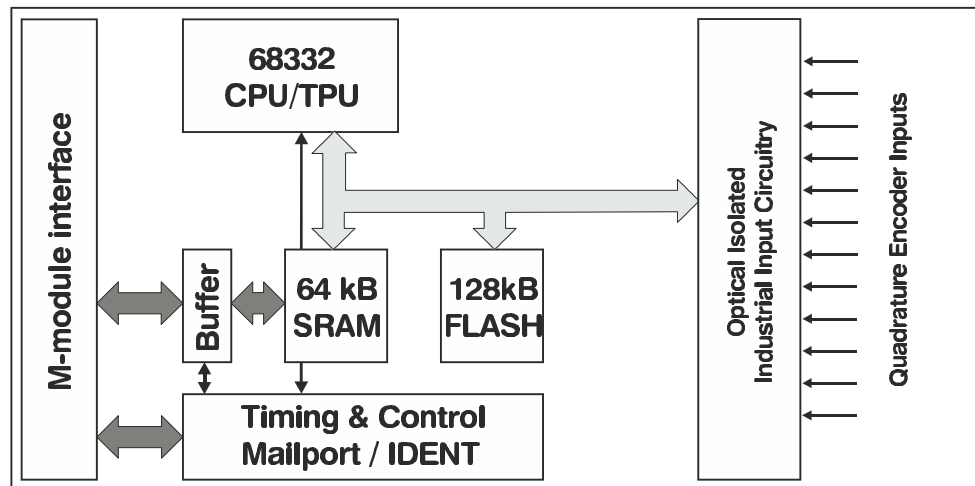 M-module interface
68332
CPU/TPU
Buffer
64 kB
SRAM
128kB
FLASH
Timing & Control
Mailport / IDENT
Optical Isolated
Industrial Input Circuitry
Quadrature Encoder Inputs